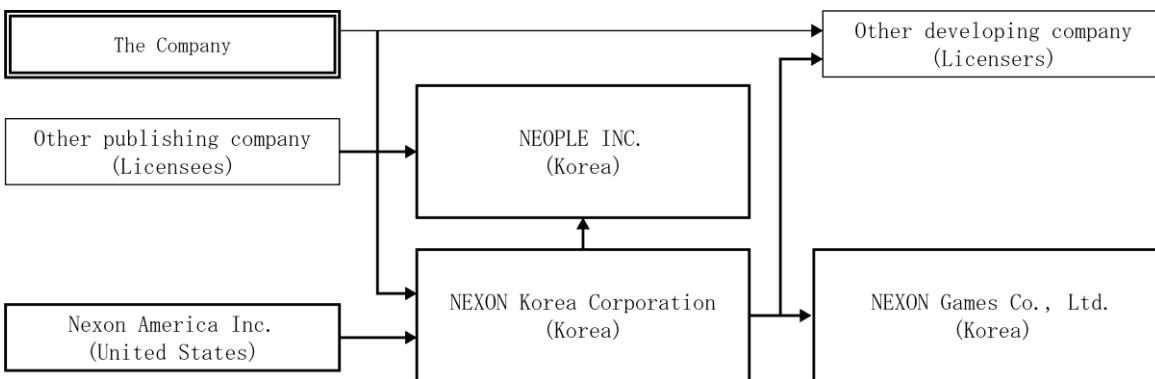 The Company
Other developing company
(Licensers)
Other publishing company
(Licensees)
NEOPLE INC.
(Korea)
Nexon America Inc.
(United States)
NEXON Korea Corporation
(Korea)
NEXON Games Co., Ltd.
(Korea)